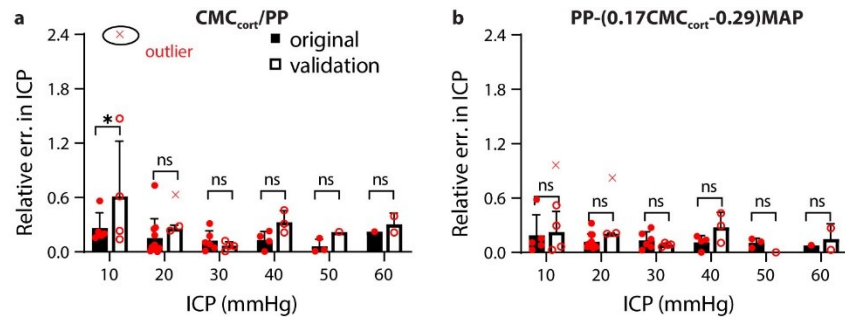 a CMCcort/PP
2.4
1.8
1.2
0.6
0.0
Relative err. in ICP
outlier
original
validation
*
ns
ns
ns
ns
ns
10 20 30 40 50 60
ICP (mmHg)
b PP-(0.17CMCcort-0.29)MAP
2.4
1.8
1.2
0.6
0.0
Relative err. in ICP
ns
ns
ns
ns
ns
ns
10 20 30 40 50 60
ICP (mmHg)